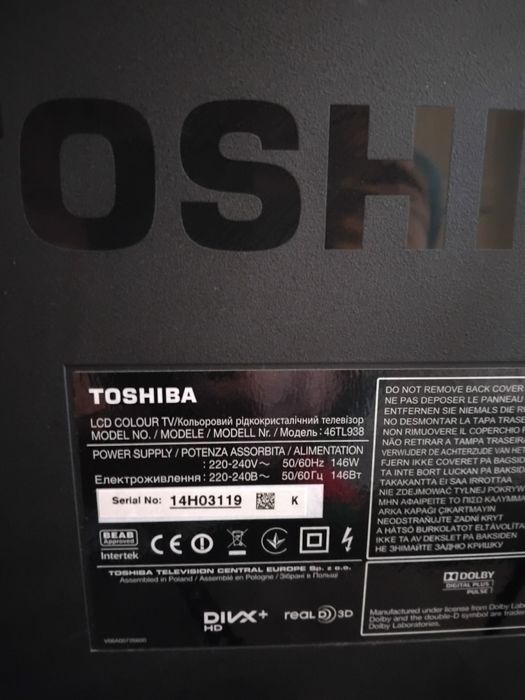 TOSHI
TOSHIBA
LCD COLOUR TV/Кольоровий рідкокристалічний телевізор
MODEL NO. / MODELE / MODELL Nr. / Модель : 46TL938
POWER SUPPLY / POTENZA ASSORBITA / ALIMENTATION
: 220-240V～ 50/60Hz 146W
Електроживлення : 220-240В～ 50/60Гц 146Вт
Serial No: 14H03119 K
BEAB
Approved
Intertek
CE
TOSHIBA TELEVISION CENTRAL EUROPE Sp. z o.o.
Assembled in Poland / Assemblé en Pologne / Зібрані в Польщі
DIVX+
HD
REALD 3D
DO NOT REMOVE BACK COVER
NE PAS DEPOSER LE PANNEAU
ENTFERNEN SIE NIEMALS DIE R
NO DESMONTAR LA TAPA TRASE
NON RIMUOVERE IL COPERCHIO
NÃO RETIRAR A TAMPA TRASEIR
VERWIJDER DE ACHTERZIJDE VAN HET
FJERN IKKE COVERET PÅ BAGSID
TA INTE BORT LUCKAN PÅ BAKSID
TAKAKANTTA EI SAA IRROTTAA
NIE ZDEJMOWAĆ TYLNEJ POKRYW
ΜΗΝ ΑΦΑΙΡΕΙΤΕ ΤΟ ΠΙΣΩ ΚΑΛΥΜΜΑ
ARKA KAPAĞI ÇIKARTMAYIN
NEODSTRAŇUJTE ZADNÍ KRYT
A HÁTSÓ BURKOLATOT ELTÁVOLÍTA
IKKE TA AV DEKSLET PÅ BAKSIDEN
НЕ ЗНІМАЙТЕ ЗАДНЮ КРИШКУ
DOLBY
DIGITAL PLUS
PULSE
Manufactured under license from Dolby Lab
Dolby and the double-D symbol are trade
Dolby Laboratories.